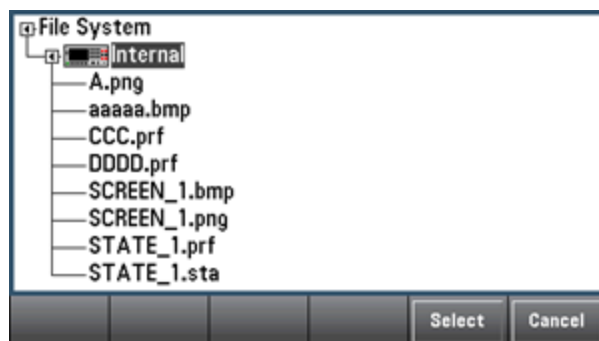 File System
Internal
A.png
aaaaa.bmp
CCC.prf
DDDD.prf
SCREEN_1.bmp
SCREEN_1.png
STATE_1.prf
STATE_1.sta
Select Cancel